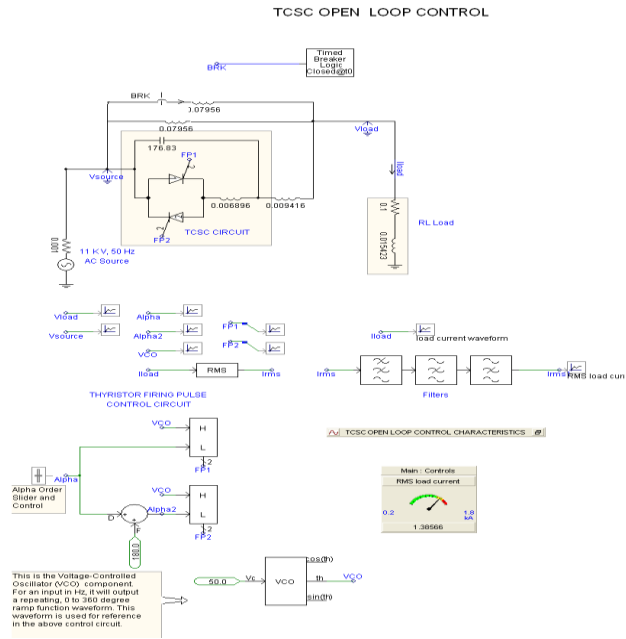 TCSC OPEN LOOP CONTROL
Timed
Breaker
Logic
Closed@t0
BRK
BRK
0.07956
0.07956
Vload
176.83
FP1
2
Vsource
Iload
0.006896
0.009416
0.1
RL Load
0.015423
2
FP2
TCSC CIRCUIT
0.001
11 KV, 50 Hz
AC Source
Vload
Alpha
FP1
Iload
load current waveform
Vsource
Alpha2
FP2
VCO
Iload
RMS
Irms
Irms
Irms
RMS load cur
Filters
THYRISTOR FIRING PULSE
CONTROL CIRCUIT
VCO
H
L
2
FP1
TCSC OPEN LOOP CONTROL CHARACTERISTICS
Alpha
Alpha Order
Slider and
Control
VCO
H
Alpha2
L
D
F
2
FP2
180.0
Main : Controls
RMS load current
0.2
1.8
kA
1.38566
This is the Voltage-Controlled
Oscillator (VCO) component.
For an input in Hz, it will output
a repeating, 0 to 360 degree
ramp function waveform. This
waveform is used for reference
in the above control circuit.
50.0
Vc
VCO
cos(th)
th
VCO
sin(th)